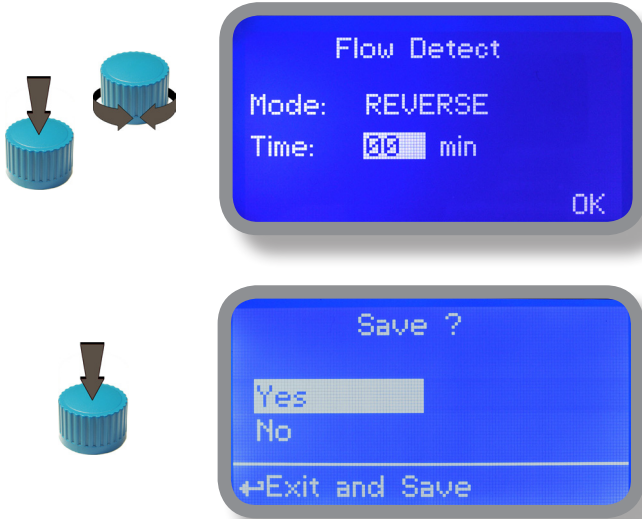 Flow Detect
Mode: REVERSE
Time: 00 min
OK
Save ?
Yes
No
↵Exit and Save